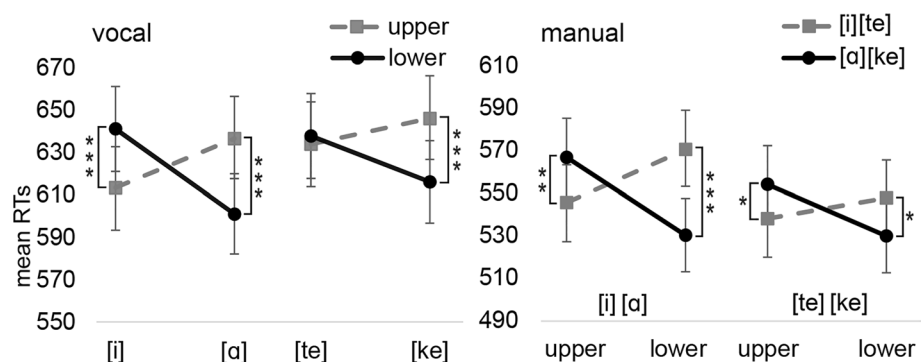 vocal
upper
lower
mean RTs
670
650
630
610
590
570
550
***
***
***
[i]
[ɑ]
[te]
[ke]
manual
[i][te]
[ɑ][ke]
610
590
570
550
530
510
490
**
***
*
*
[i] [ɑ]
[te] [ke]
upper
lower
upper
lower